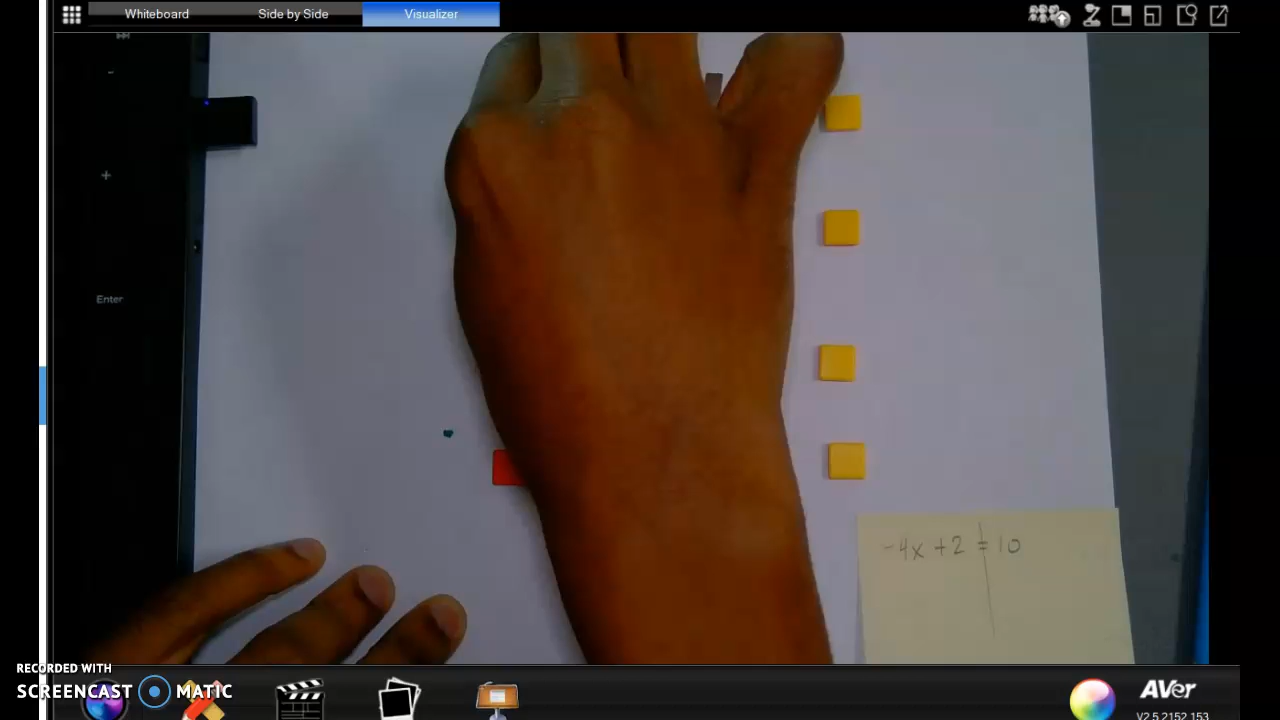 Whiteboard Side by Side Visualizer
+
Enter
-4x +2 = 10
RECORDED WITH
SCREENCAST MATIC
AVer
V2.5.2152.153